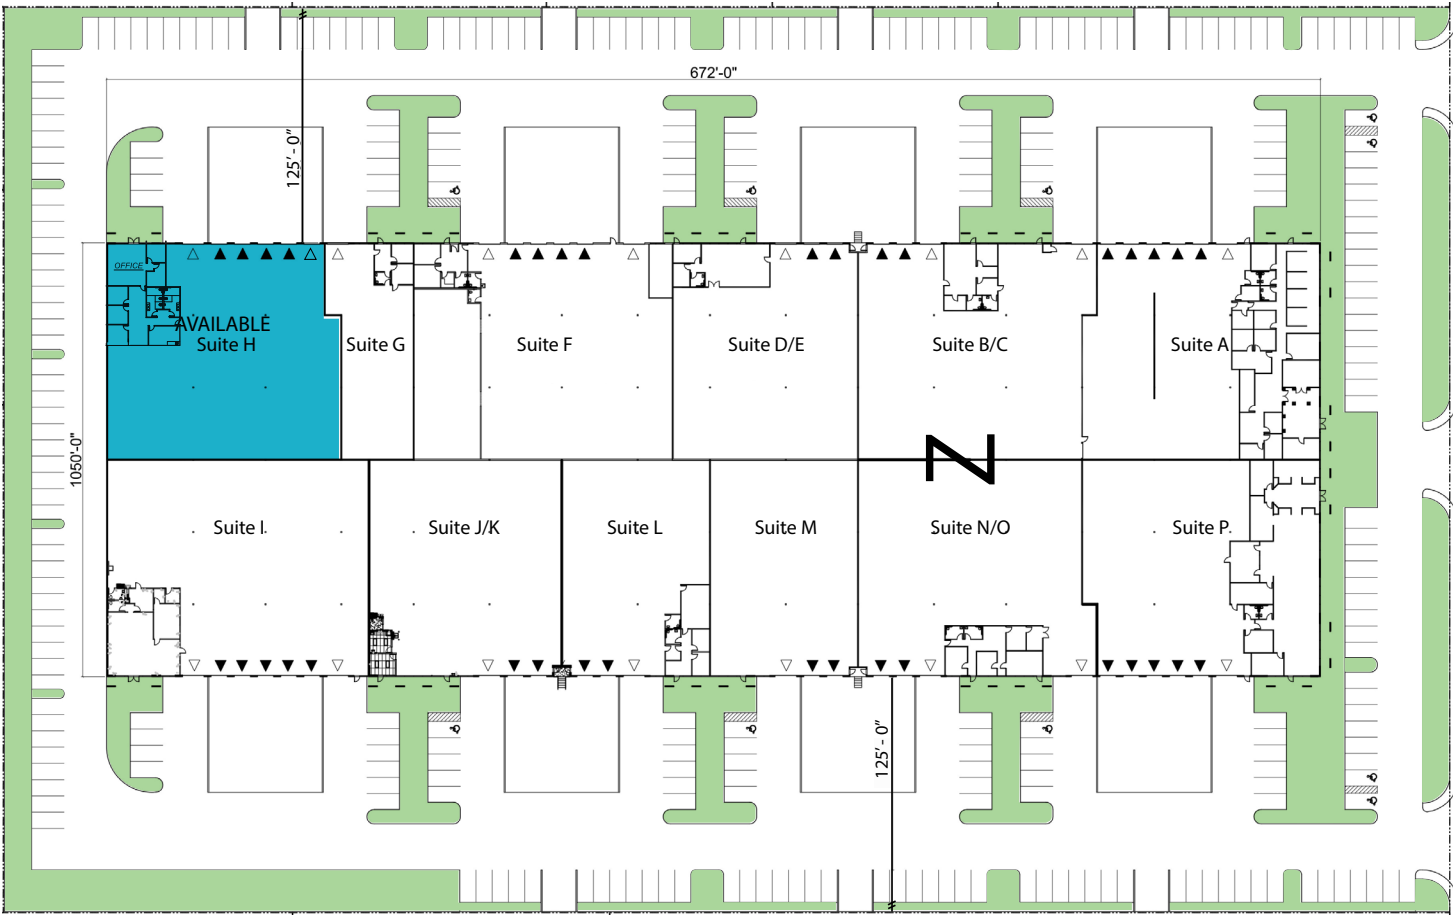 672'-0"
125'- 0"
OFFICE
AVAILABLE
Suite H
Suite G
Suite F
Suite D/E
Suite B/C
Suite A
1050'-0"
N
Suite I
Suite J/K
Suite L
Suite M
Suite N/O
Suite P
125'- 0"